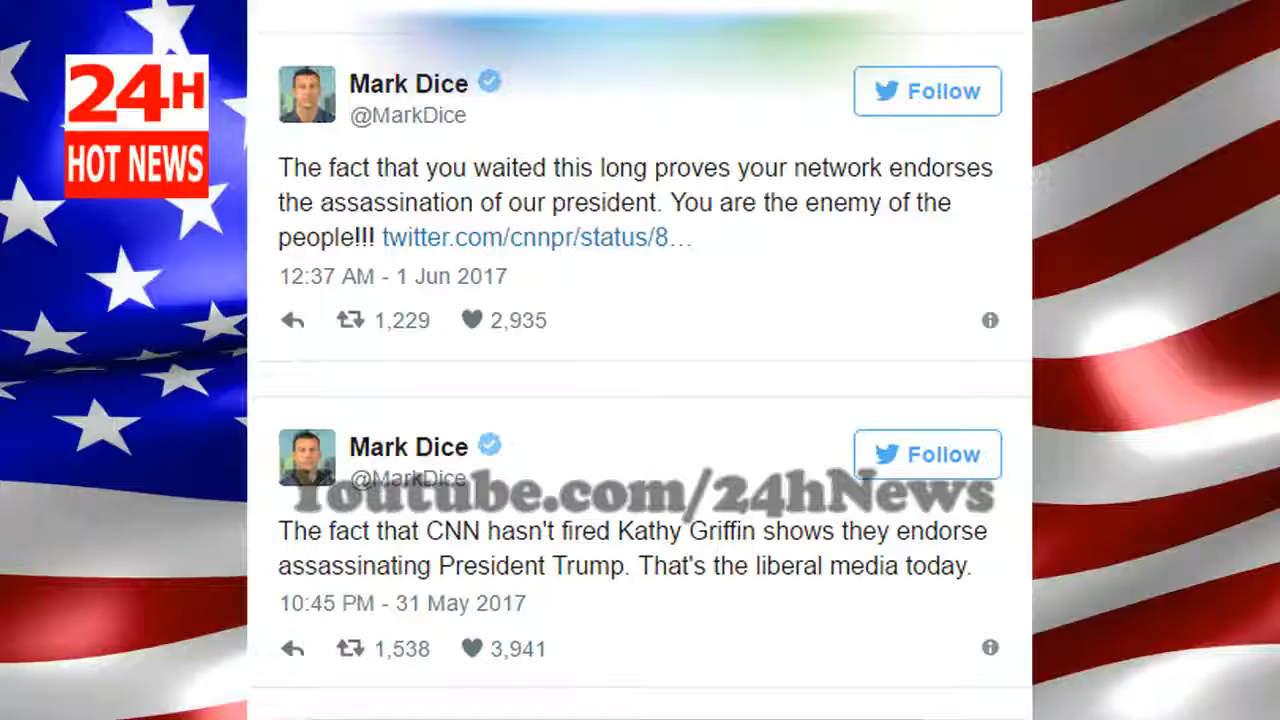 24H
HOT NEWS
Mark Dice
@MarkDice
Follow
The fact that you waited this long proves your network endorses
the assassination of our president. You are the enemy of the
people!!! twitter.com/cnnpr/status/8…
12:37 AM - 1 Jun 2017
1,229 2,935
Mark Dice
@MarkDice
Follow
Youtube.com/24hNews
The fact that CNN hasn't fired Kathy Griffin shows they endorse
assassinating President Trump. That's the liberal media today.
10:45 PM - 31 May 2017
1,538 3,941